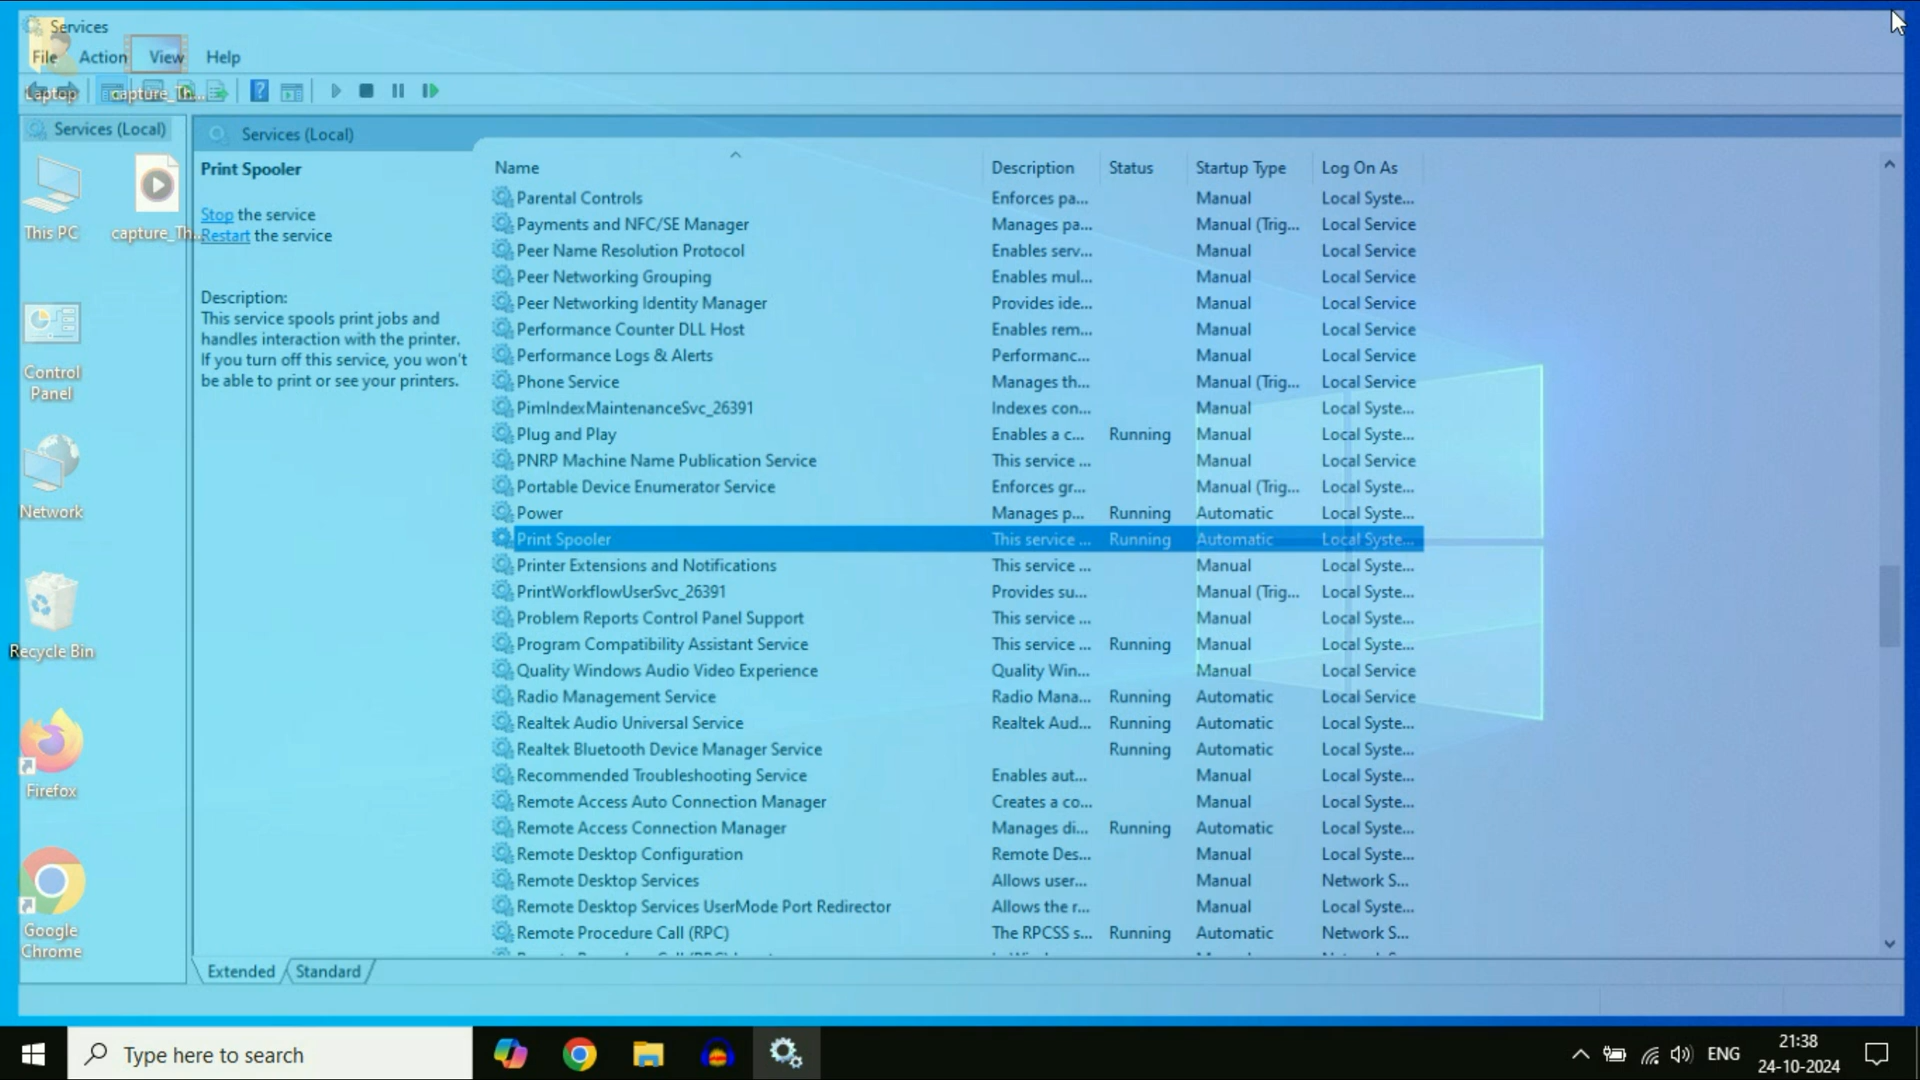 Services
File Action View Help
Laptop
capture_Th...
Services (Local)
Services (Local)
Print Spooler
Stop the service
Restart the service
Description:
This service spools print jobs and
handles interaction with the printer.
If you turn off this service, you won't
be able to print or see your printers.
This PC
capture_Th...
Control
Panel
Network
Recycle Bin
Firefox
Google
Chrome
Name Description Status Startup Type Log On As
Parental Controls Enforces pa... Manual Local Syste...
Payments and NFC/SE Manager Manages pa... Manual (Trig... Local Service
Peer Name Resolution Protocol Enables serv... Manual Local Service
Peer Networking Grouping Enables mul... Manual Local Service
Peer Networking Identity Manager Provides ide... Manual Local Service
Performance Counter DLL Host Enables rem... Manual Local Service
Performance Logs & Alerts Performanc... Manual Local Service
Phone Service Manages th... Manual (Trig... Local Service
PimIndexMaintenanceSvc_26391 Indexes con... Manual Local Syste...
Plug and Play Enables a c... Running Manual Local Syste...
PNRP Machine Name Publication Service This service ... Manual Local Service
Portable Device Enumerator Service Enforces gr... Manual (Trig... Local Syste...
Power Manages p... Running Automatic Local Syste...
Print Spooler This service ... Running Automatic Local Syste...
Printer Extensions and Notifications This service ... Manual Local Syste...
PrintWorkflowUserSvc_26391 Provides su... Manual (Trig... Local Syste...
Problem Reports Control Panel Support This service ... Manual Local Syste...
Program Compatibility Assistant Service This service ... Running Manual Local Syste...
Quality Windows Audio Video Experience Quality Win... Manual Local Service
Radio Management Service Radio Mana... Running Automatic Local Service
Realtek Audio Universal Service Realtek Aud... Running Automatic Local Syste...
Realtek Bluetooth Device Manager Service Running Automatic Local Syste...
Recommended Troubleshooting Service Enables aut... Manual Local Syste...
Remote Access Auto Connection Manager Creates a co... Manual Local Syste...
Remote Access Connection Manager Manages di... Running Automatic Local Syste...
Remote Desktop Configuration Remote Des... Manual Local Syste...
Remote Desktop Services Allows user... Manual Network S...
Remote Desktop Services UserMode Port Redirector Allows the r... Manual Local Syste...
Remote Procedure Call (RPC) The RPCSS s... Running Automatic Network S...
Extended Standard
Type here to search
ENG
21:38
24-10-2024